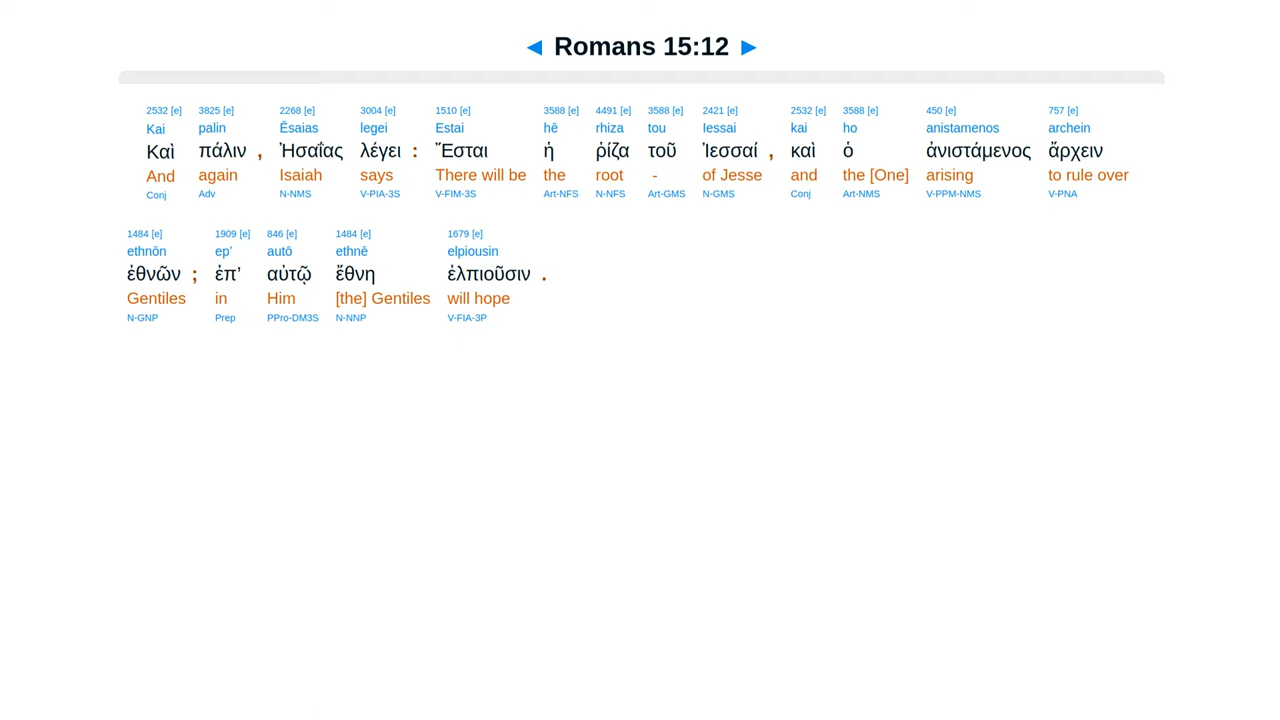 ◄ Romans 15:12 ►
2532 [e] 3825 [e] 2268 [e] 3004 [e] 1510 [e] 3588 [e] 4491 [e] 3588 [e] 2421 [e] 2532 [e] 3588 [e] 450 [e] 757 [e]
Kai palin Ēsaias legei Estai hē rhiza tou Iessai kai ho anistamenos archein
Καὶ πάλιν , Ἠσαΐας λέγει : Ἔσται ἡ ῥίζα τοῦ Ἰεσσαί , καὶ ὁ ἀνιστάμενος ἄρχειν
And again Isaiah says There will be the root - of Jesse and the [One] arising to rule over
Conj Adv N-NMS V-PIA-3S V-FIM-3S Art-NFS N-NFS Art-GMS N-GMS Conj Art-NMS V-PPM-NMS V-PNA
1484 [e] 1909 [e] 846 [e] 1484 [e] 1679 [e]
ethnōn ep’ autō ethnē elpiousin
ἐθνῶν ; ἐπ’ αὐτῷ ἔθνη ἐλπιοῦσιν .
Gentiles in Him [the] Gentiles will hope
N-GNP Prep PPro-DM3S N-NNP V-FIA-3P